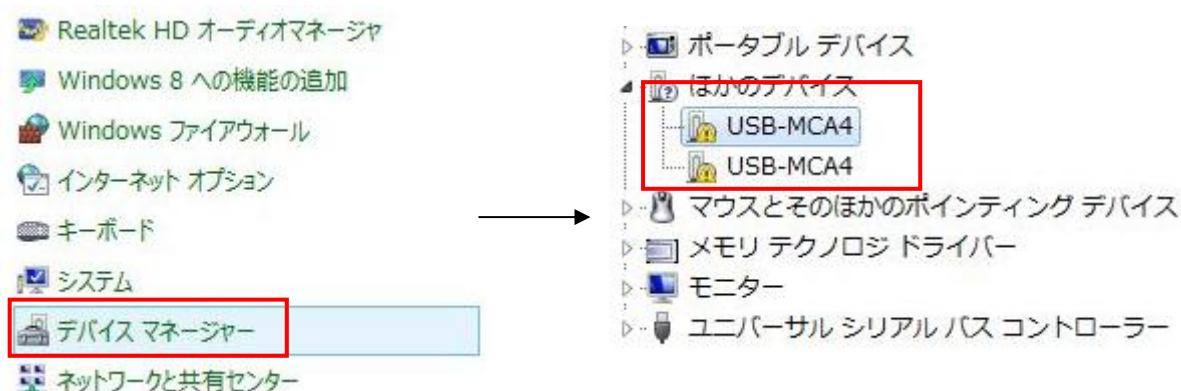 Realtek HD オーディオマネージャ
Windows 8 への機能の追加
Windows ファイアウォール
インターネット オプション
キーボード
システム
デバイス マネージャー
ネットワークと共有センター
ポータブル デバイス
ほかのデバイス
USB-MCA4
USB-MCA4
マウスとそのほかのポインティング デバイス
メモリ テクノロジ ドライバー
モニター
ユニバーサル シリアル バス コントローラー